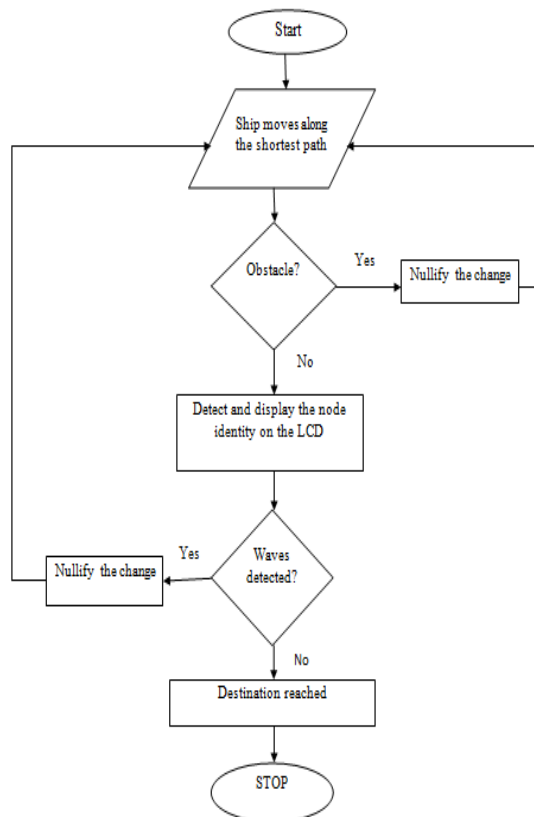 Start
Ship moves along
the shortest path
Obstacle?
Yes
Nullify the change
No
Detect and display the node
identity on the LCD
Waves
detected?
Yes
Nullify the change
No
Destination reached
STOP